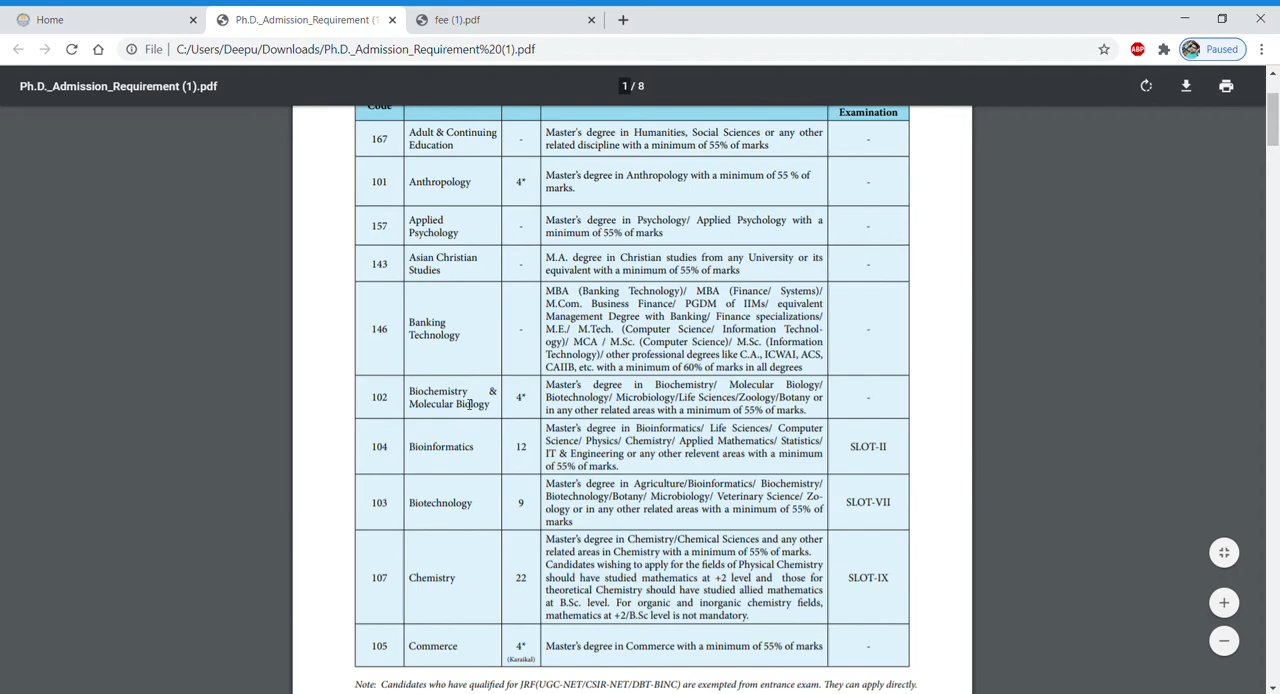 Home
Ph.D._Admission_Requirement (1
fee (1).pdf
File
C:/Users/Deepu/Downloads/Ph.D._Admission_Requirement%20(1).pdf
ABP
Paused
Ph.D._Admission_Requirement (1).pdf
1 / 8
Code
Examination
167
Adult & Continuing
Education
-
Master's degree in Humanities, Social Sciences or any other
related discipline with a minimum of 55% of marks
-
101
Anthropology
4*
Master's degree in Anthropology with a minimum of 55 % of
marks.
-
157
Applied
Psychology
-
Master's degree in Psychology/ Applied Psychology with a
minimum of 55% of marks
-
143
Asian Christian
Studies
-
M.A. degree in Christian studies from any University or its
equivalent with a minimum of 55% of marks
-
146
Banking
Technology
-
MBA (Banking Technology)/ MBA (Finance/ Systems)/
M.Com. Business Finance/ PGDM of IIMs/ equivalent
Management Degree with Banking/ Finance specializations/
M.E./ M.Tech. (Computer Science/ Information Technol-
ogy)/ MCA / M.Sc. (Computer Science)/ M.Sc. (Information
Technology)/ other professional degrees like C.A., ICWAI, ACS,
CAIIB, etc. with a minimum of 60% of marks in all degrees
-
102
Biochemistry &
Molecular Biology
4*
Master's degree in Biochemistry/ Molecular Biology/
Biotechnology/ Microbiology/Life Sciences/Zoology/Botany or
in any other related areas with a minimum of 55% of marks.
-
104
Bioinformatics
12
Master's degree in Bioinformatics/ Life Sciences/ Computer
Science/ Physics/ Chemistry/ Applied Mathematics/ Statistics/
IT & Engineering or any other relevent areas with a minimum
of 55% of marks.
SLOT-II
103
Biotechnology
9
Master's degree in Agriculture/Bioinformatics/ Biochemistry/
Biotechnology/Botany/ Microbiology/ Veterinary Science/ Zo-
ology or in any other related areas with a minimum of 55% of
marks
SLOT-VII
107
Chemistry
22
Master's degree in Chemistry/Chemical Sciences and any other
related areas in Chemistry with a minimum of 55% of marks.
Candidates wishing to apply for the fields of Physical Chemistry
should have studied mathematics at +2 level and those for
theoretical Chemistry should have studied allied mathematics
at B.Sc. level. For organic and inorganic chemistry fields,
mathematics at +2/B.Sc level is not mandatory.
SLOT-IX
105
Commerce
4*
(Karaikal)
Master's degree in Commerce with a minimum of 55% of marks
-
Note: Candidates who have qualified for JRF(UGC-NET/CSIR-NET/DBT-BINC) are exempted from entrance exam. They can apply directly.